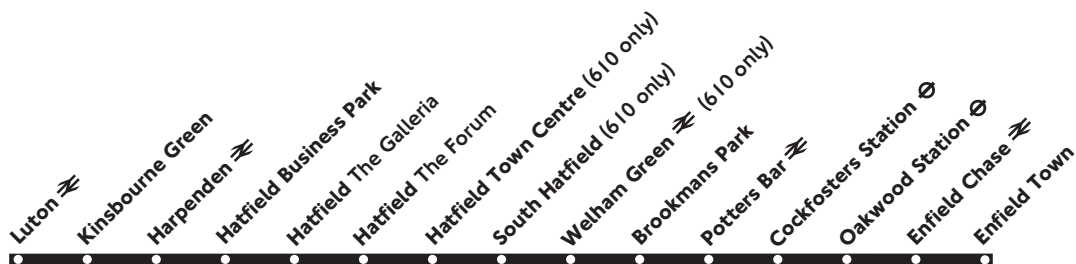 Luton
Kinsbourne Green
Harpenden
Hatfield Business Park
Hatfield The Galleria
Hatfield The Forum
Hatfield Town Centre (610 only)
South Hatfield (610 only)
Welham Green (610 only)
Brookmans Park
Potters Bar
Cockfosters Station
Oakwood Station
Enfield Chase
Enfield Town